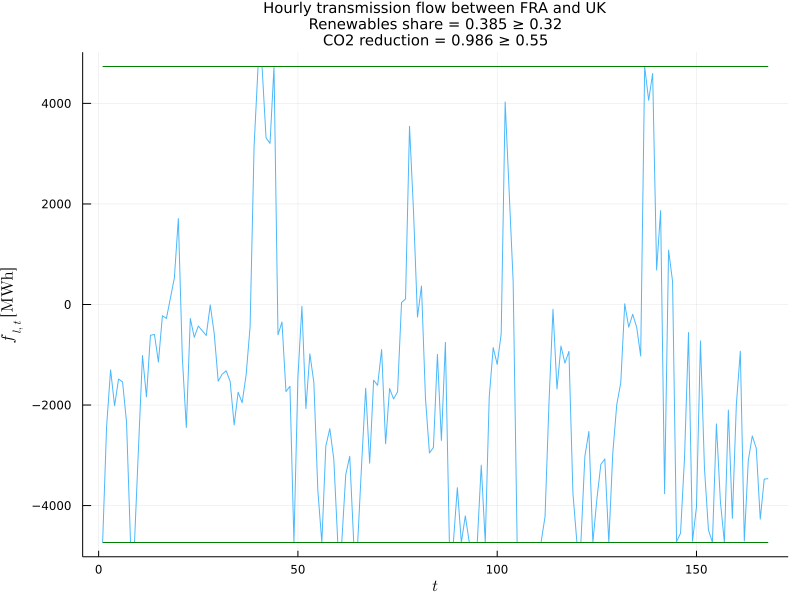 Hourly transmission flow between FRA and UK
Renewables share = 0.385 ≥ 0.32
CO2 reduction = 0.986 ≥ 0.55
f_{l,t} [MWh]
4000
2000
0
−2000
−4000
0
50
100
150
t